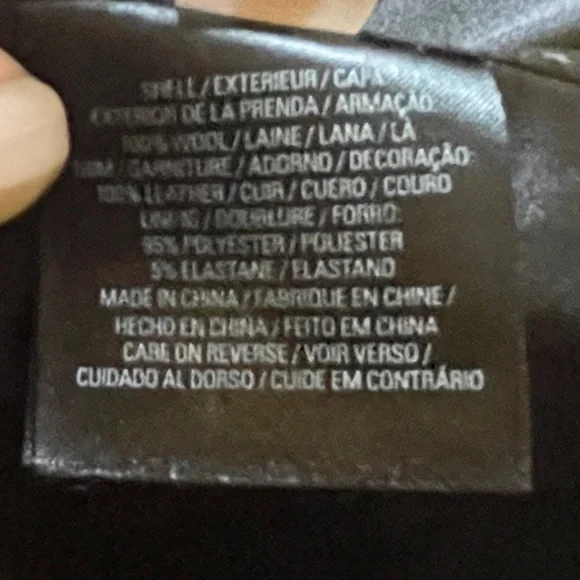 SHELL / EXTERIEUR / CAPA
EXTERIOR DE LA PRENDA / ARMAÇÃO:
100% WOOL / LAINE / LANA / LÃ
TRIM / GARNITURE / ADORNO / DECORAÇÃO:
100% LEATHER / CUIR / CUERO / COURO
LINING / DOUBLURE / FORRO:
95% POLYESTER / POLIESTER
5% ELASTANE / ELASTANO
MADE IN CHINA / FABRIQUE EN CHINE /
HECHO EN CHINA / FEITO EM CHINA
CARE ON REVERSE / VOIR VERSO /
CUIDADO AL DORSO / CUIDE EM CONTRÁRIO